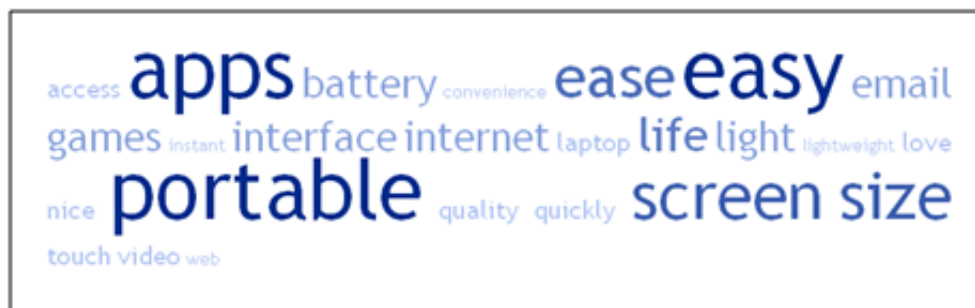 access apps battery convenience ease easy email
games instant interface internet laptop life light lightweight love
nice portable quality quickly screen size
touch video web